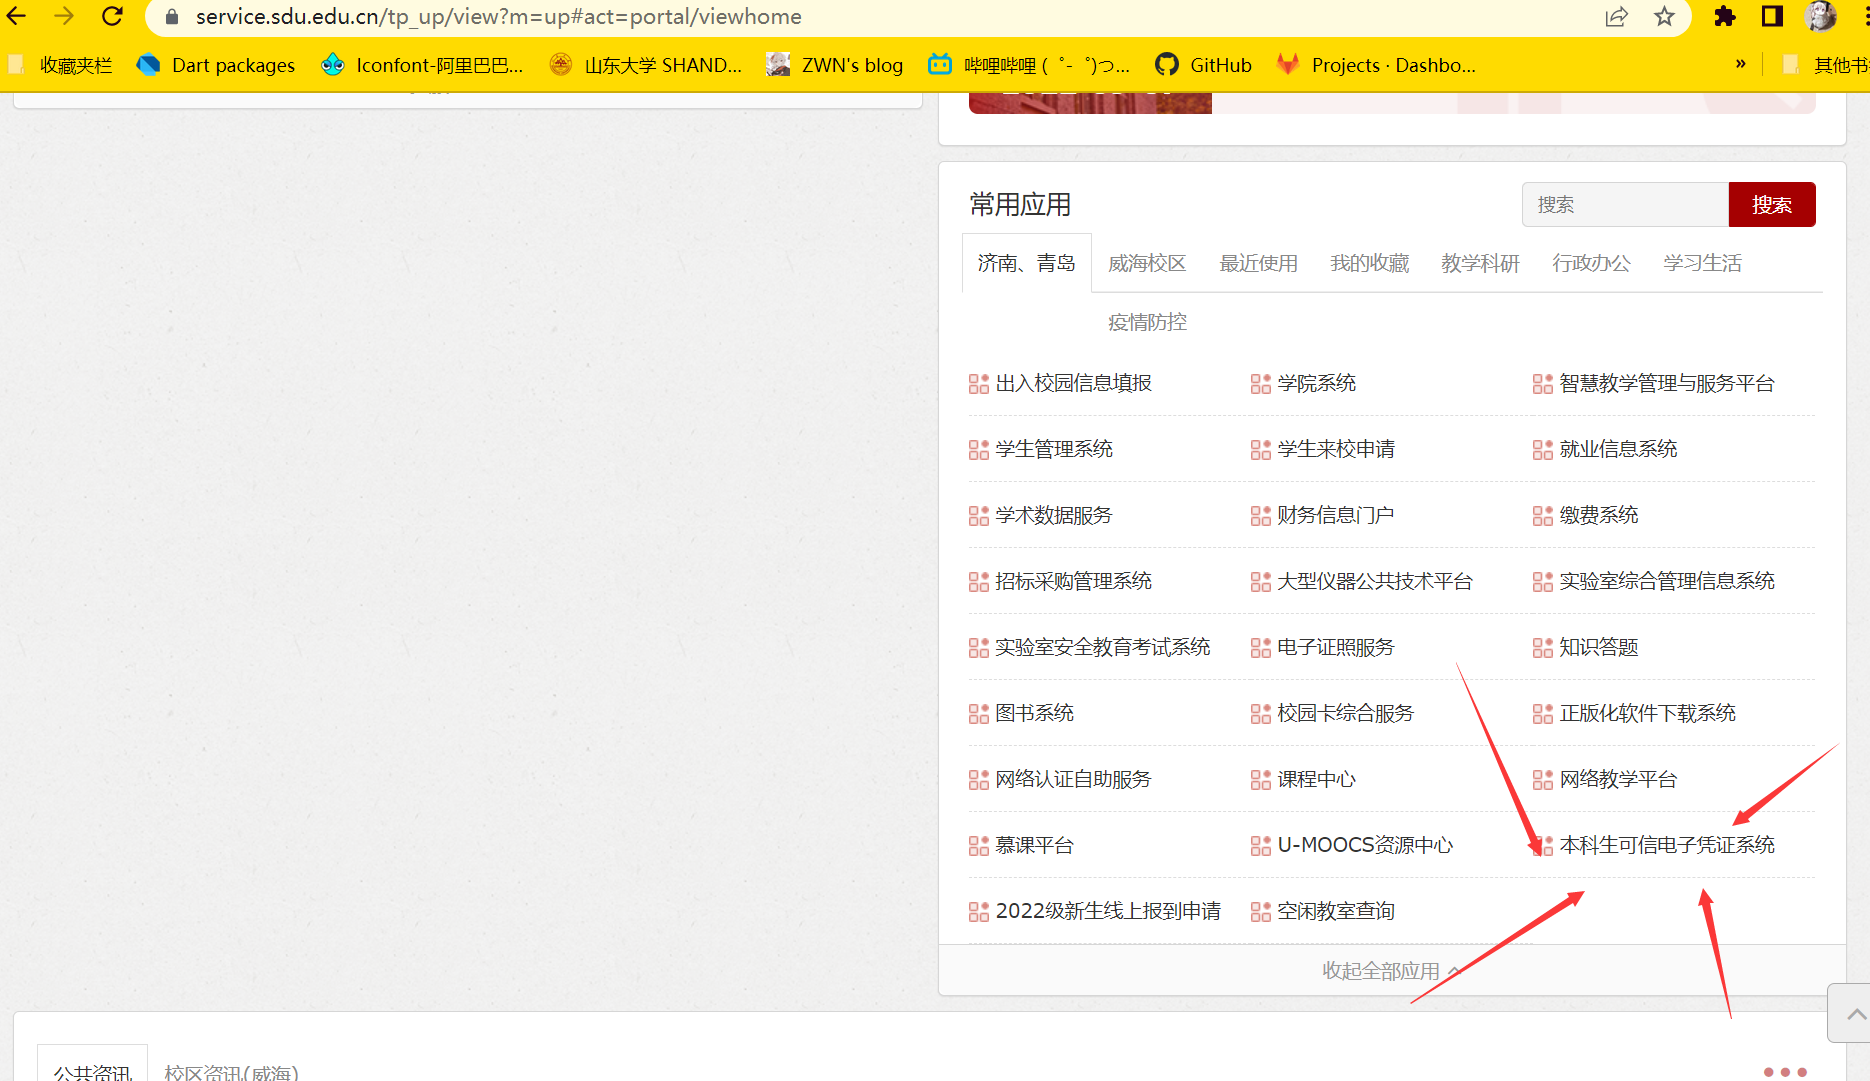 service.sdu.edu.cn/tp_up/view?m=up#act=portal/viewhome
收藏夹栏 Dart packages Iconfont-阿里巴巴... 山东大学 SHAND... ZWN's blog 哔哩哔哩 ( ゜- ゜)つ... GitHub Projects · Dashbo... » 其他书
常用应用 搜索 搜索
济南、青岛 威海校区 最近使用 我的收藏 教学科研 行政办公 学习生活
疫情防控
出入校园信息填报 学院系统 智慧教学管理与服务平台
学生管理系统 学生来校申请 就业信息系统
学术数据服务 财务信息门户 缴费系统
招标采购管理系统 大型仪器公共技术平台 实验室综合管理信息系统
实验室安全教育考试系统 电子证照服务 知识答题
图书系统 校园卡综合服务 正版化软件下载系统
网络认证自助服务 课程中心 网络教学平台
慕课平台 U-MOOCS资源中心 本科生可信电子凭证系统
2022级新生线上报到申请 空闲教室查询
收起全部应用
公共资讯 校区资讯(威海)